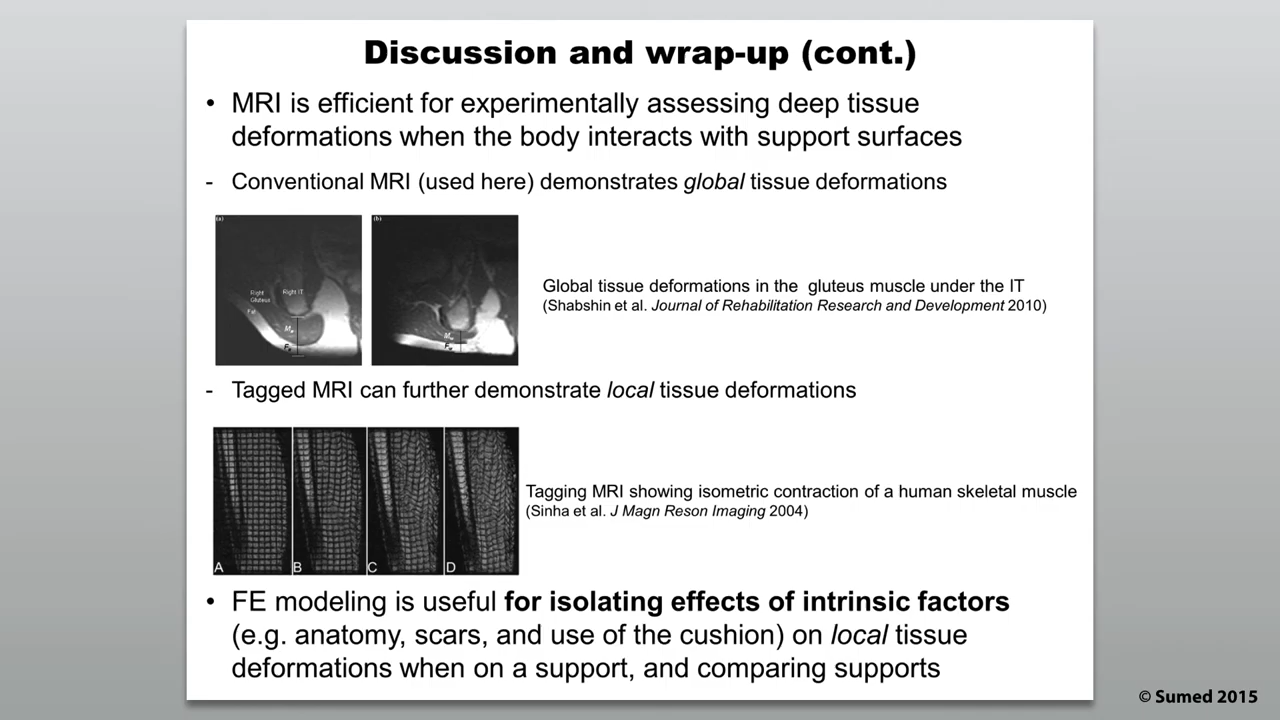 Discussion and wrap-up (cont.)
• MRI is efficient for experimentally assessing deep tissue
deformations when the body interacts with support surfaces
- Conventional MRI (used here) demonstrates global tissue deformations
(a)
(b)
Right
Gluteus
Right IT
Global tissue deformations in the gluteus muscle under the IT
(Shabshin et al. Journal of Rehabilitation Research and Development 2010)
- Tagged MRI can further demonstrate local tissue deformations
A B C D
Tagging MRI showing isometric contraction of a human skeletal muscle
(Sinha et al. J Magn Reson Imaging 2004)
• FE modeling is useful for isolating effects of intrinsic factors
(e.g. anatomy, scars, and use of the cushion) on local tissue
deformations when on a support, and comparing supports
© Sumed 2015